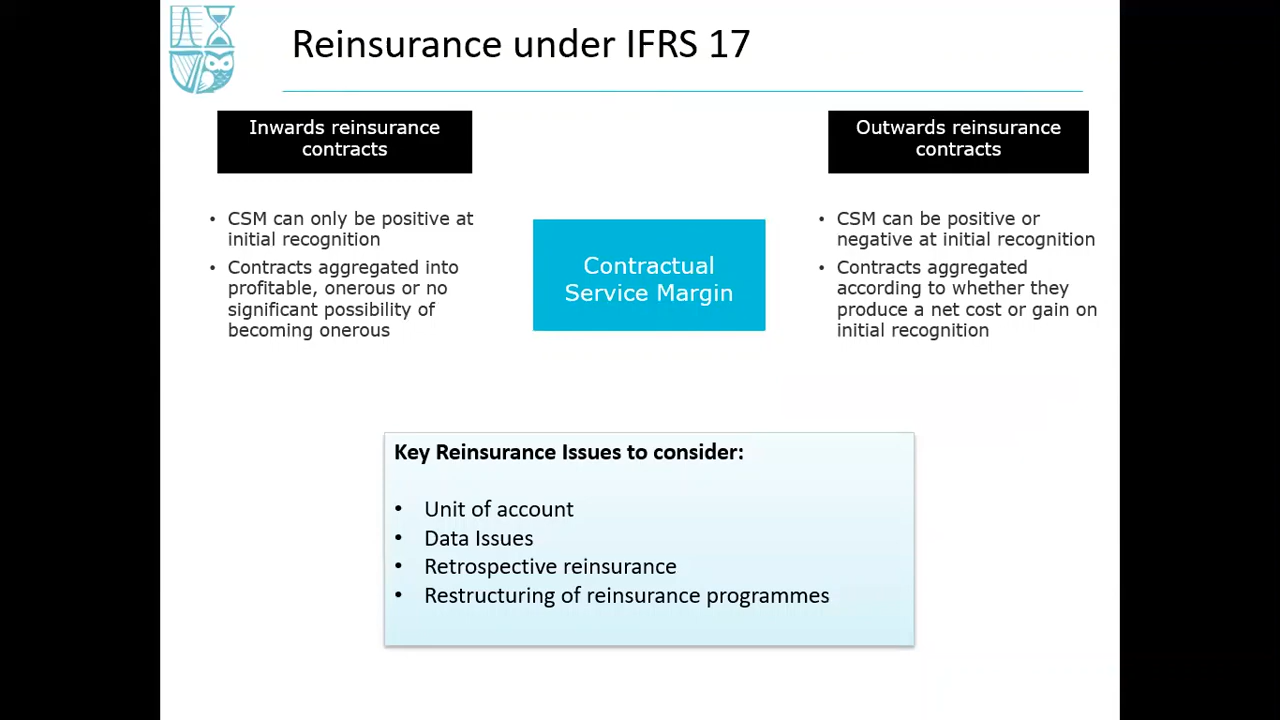 Reinsurance under IFRS 17
Inwards reinsurance
contracts
• CSM can only be positive at
initial recognition
• Contracts aggregated into
profitable, onerous or no
significant possibility of
becoming onerous
Contractual
Service Margin
Outwards reinsurance
contracts
• CSM can be positive or
negative at initial recognition
• Contracts aggregated
according to whether they
produce a net cost or gain on
initial recognition
Key Reinsurance Issues to consider:
• Unit of account
• Data Issues
• Retrospective reinsurance
• Restructuring of reinsurance programmes